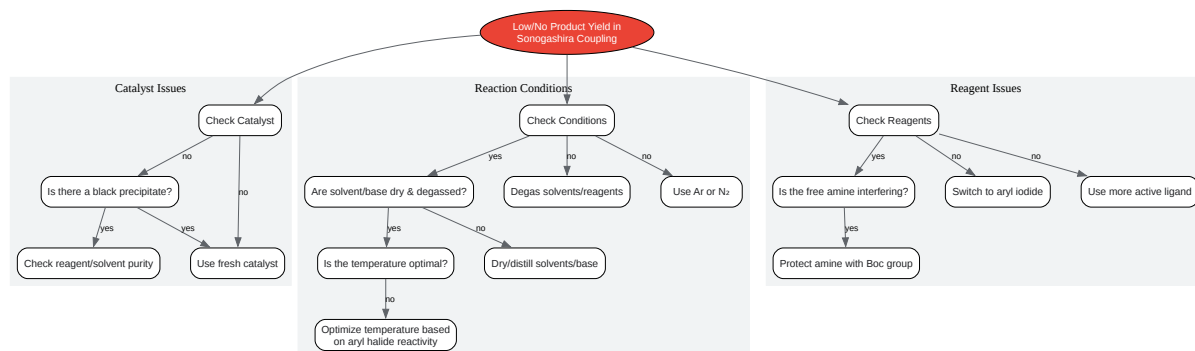 Low/No Product Yield in
Sonogashira Coupling
Catalyst Issues
Reaction Conditions
Reagent Issues
Check Catalyst
Check Conditions
Check Reagents
no
no
yes
no
no
yes
no
no
Is there a black precipitate?
Are solvent/base dry & degassed?
Degas solvents/reagents
Use Ar or N₂
Is the free amine interfering?
Switch to aryl iodide
Use more active ligand
yes
yes
yes
no
yes
Check reagent/solvent purity
Use fresh catalyst
Is the temperature optimal?
Dry/distill solvents/base
Protect amine with Boc group
no
Optimize temperature based
on aryl halide reactivity